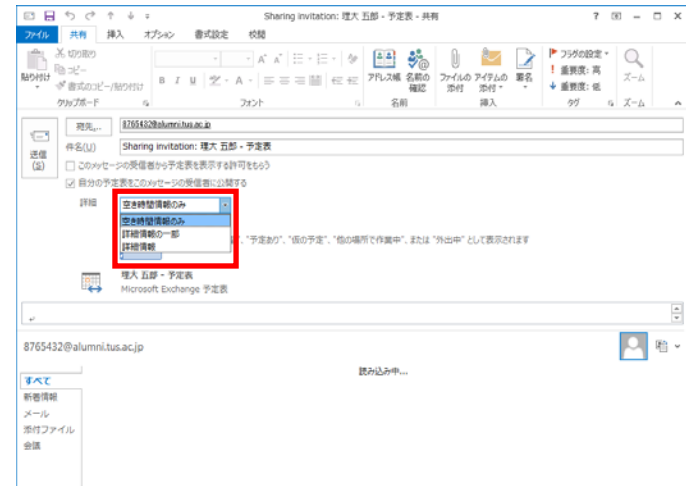 Sharing invitation: 理大 五郎 - 予定表 - 共有
ファイル 共有 挿入 オプション 書式設定 校閲
切り取り
コピー
書式のコピー/貼り付け
貼り付け
クリップボード
B I U
フォント
アドレス帳 名前の確認
名前
ファイルの添付 アイテムの添付 署名
挿入
フラグの設定
重要度: 高
重要度: 低
タグ
ズーム
ズーム
送信(S)
宛先...
8765432@alumni.tus.ac.jp
件名(U)
Sharing invitation: 理大 五郎 - 予定表
このメッセージの受信者から予定表を表示する許可をもらう
自分の予定表をこのメッセージの受信者に公開する
詳細
空き時間情報のみ
空き時間情報のみ
詳細情報の一部
詳細情報
、"予定あり"、"仮の予定"、"他の場所で作業中"、または "外出中" として表示されます
理大 五郎 - 予定表
Microsoft Exchange 予定表
8765432@alumni.tus.ac.jp
すべて
新着情報
メール
添付ファイル
会議
読み込み中...